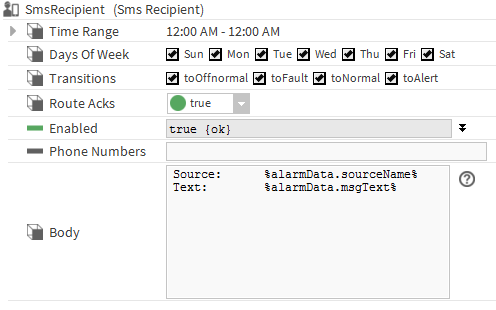 SmsRecipient (Sms Recipient)
Time Range 12:00 AM - 12:00 AM
Days Of Week Sun Mon Tue Wed Thu Fri Sat
Transitions toOffnormal toFault toNormal toAlert
Route Acks true
Enabled true {ok}
Phone Numbers
Source: %alarmData.sourceName%
Text: %alarmData.msgText%
Body